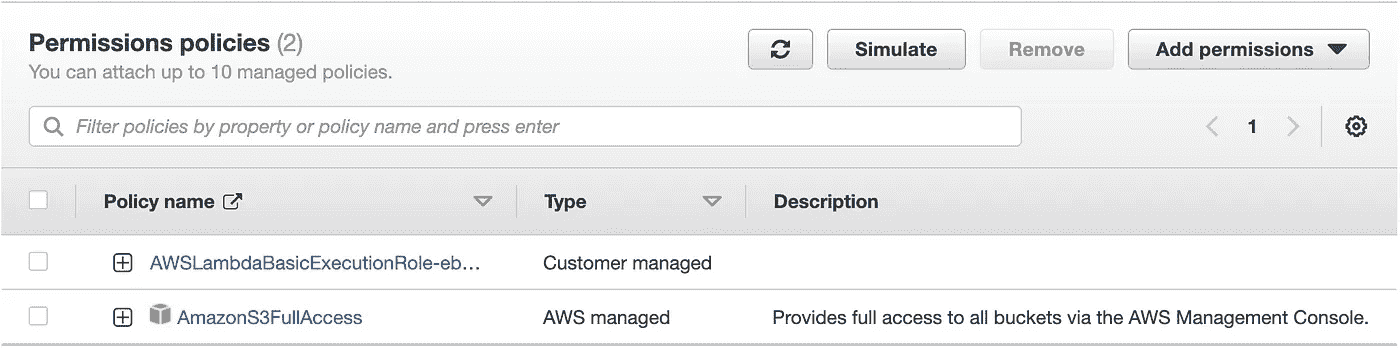 Permissions policies (2)
You can attach up to 10 managed policies.
Simulate
Remove
Add permissions
Filter policies by property or policy name and press enter
1
Policy name Type Description
AWSLambdaBasicExecutionRole-eb… Customer managed
AmazonS3FullAccess AWS managed Provides full access to all buckets via the AWS Management Console.